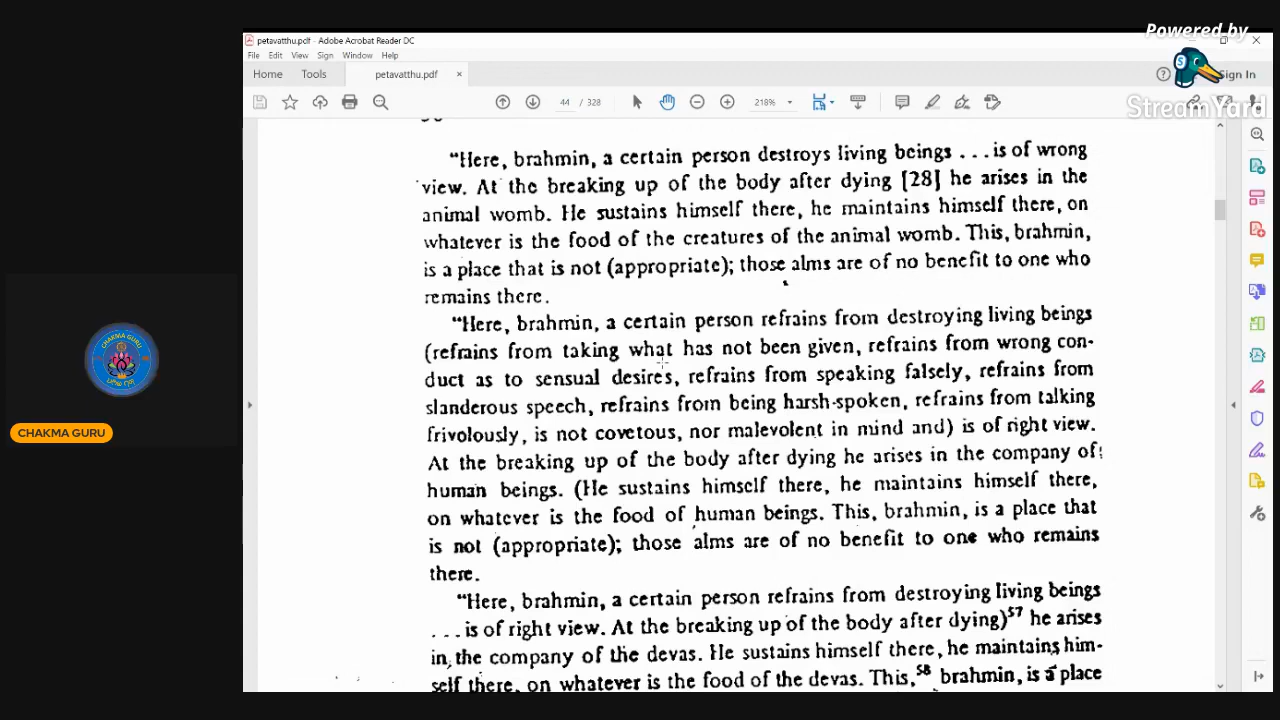 Powered by
StreamYard
petavatthu.pdf - Adobe Acrobat Reader DC
File Edit View Sign Window Help
Home Tools petavatthu.pdf × Sign In
44 / 328 218%
"Here, brahmin, a certain person destroys living beings . . . is of wrong
view. At the breaking up of the body after dying [28] he arises in the
animal womb. He sustains himself there, he maintains himself there, on
whatever is the food of the creatures of the animal womb. This, brahmin,
is a place that is not (appropriate); those alms are of no benefit to one who
remains there.
"Here, brahmin, a certain person refrains from destroying living beings
(refrains from taking what has not been given, refrains from wrong con-
duct as to sensual desires, refrains from speaking falsely, refrains from
slanderous speech, refrains from being harsh-spoken, refrains from talking
frivolously, is not covetous, nor malevolent in mind and) is of right view.
At the breaking up of the body after dying he arises in the company of
human beings. (He sustains himself there, he maintains himself there,
on whatever is the food of human beings. This, brahmin, is a place that
is not (appropriate); those alms are of no benefit to one who remains
there.
"Here, brahmin, a certain person refrains from destroying living beings
. . . is of right view. At the breaking up of the body after dying)57 he arises
in the company of the devas. He sustains himself there, he maintains him-
self there, on whatever is the food of the devas. This,58 brahmin, is a place
CHAKMA GURU
CHAKMA GURU